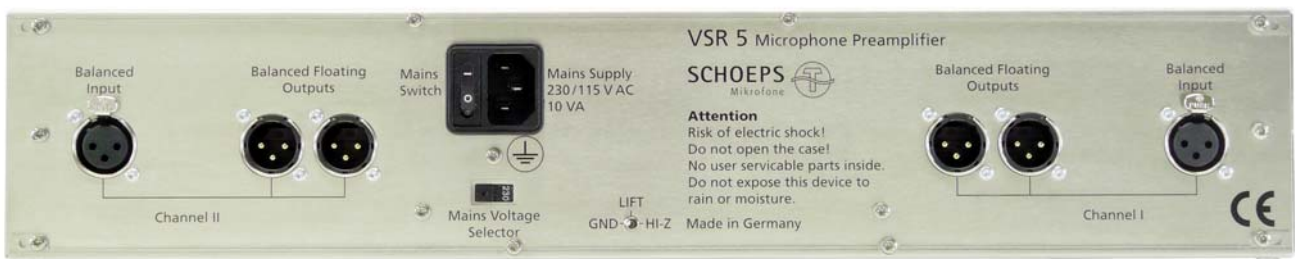 Balanced
Input
Balanced Floating
Outputs
Channel II
Mains
Switch
Mains Supply
230/115 V AC
10 VA
230
Mains Voltage
Selector
LIFT
GND HI-Z
VSR 5 Microphone Preamplifier
SCHOEPS
Mikrofone
Attention
Risk of electric shock!
Do not open the case!
No user servicable parts inside.
Do not expose this device to
rain or moisture.
Made in Germany
Balanced Floating
Outputs
Balanced
Input
Channel I
CE